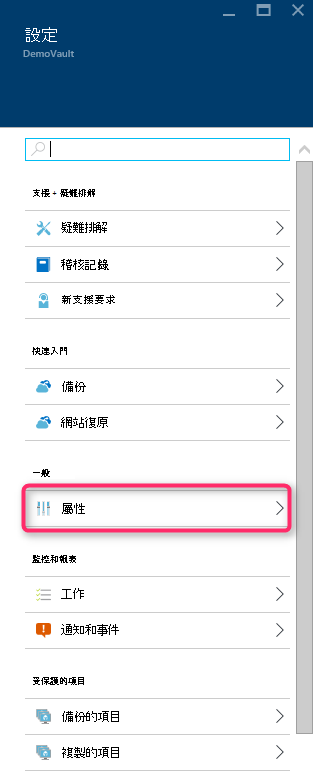 設定
DemoVault
支援 + 疑難排解
疑難排解
稽核記錄
新支援要求
快速入門
備份
網站復原
一般
屬性
監控和報表
工作
通知和事件
受保護的項目
備份的項目
複製的項目